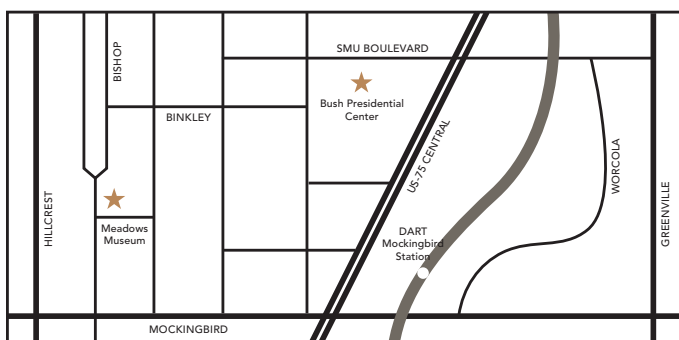 SMU BOULEVARD
BISHOP
Bush Presidential
Center
BINKLEY
US-75 CENTRAL
WORCOLA
HILLCREST
GREENVILLE
Meadows
Museum
DART
Mockingbird
Station
MOCKINGBIRD